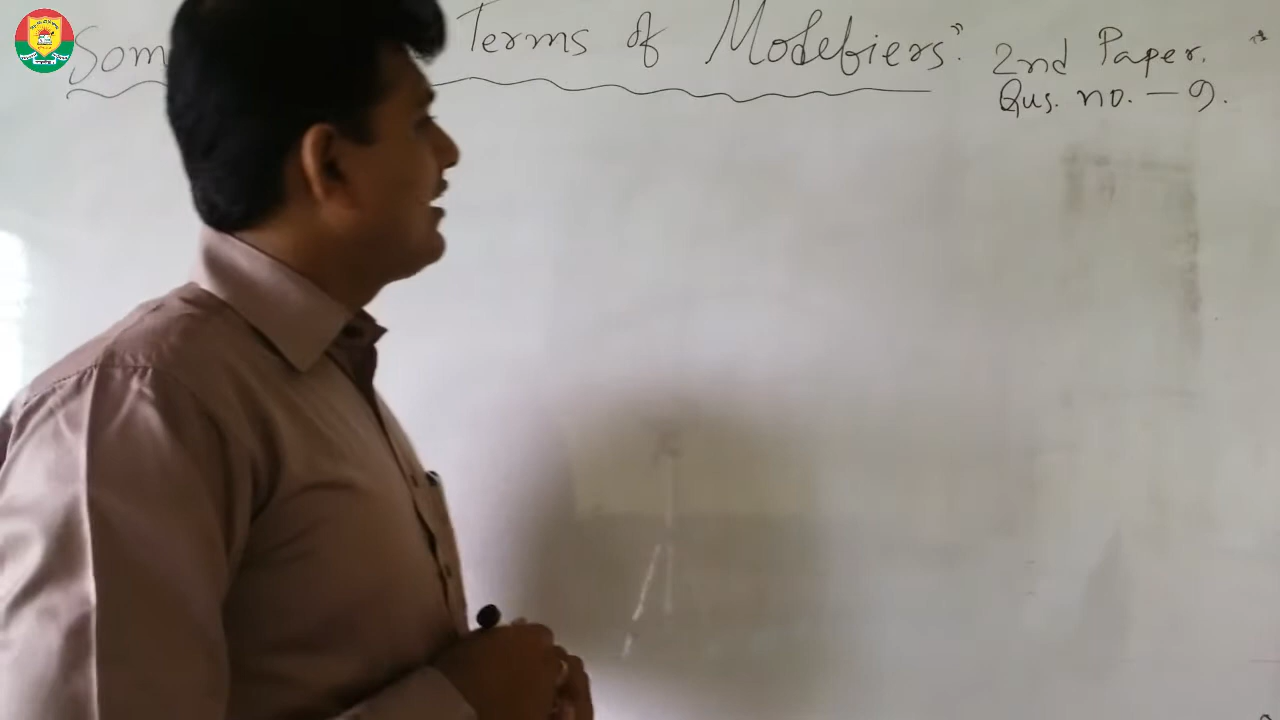 Som Terms of Modefiers"
2nd Paper.
Qus. no. – 9.